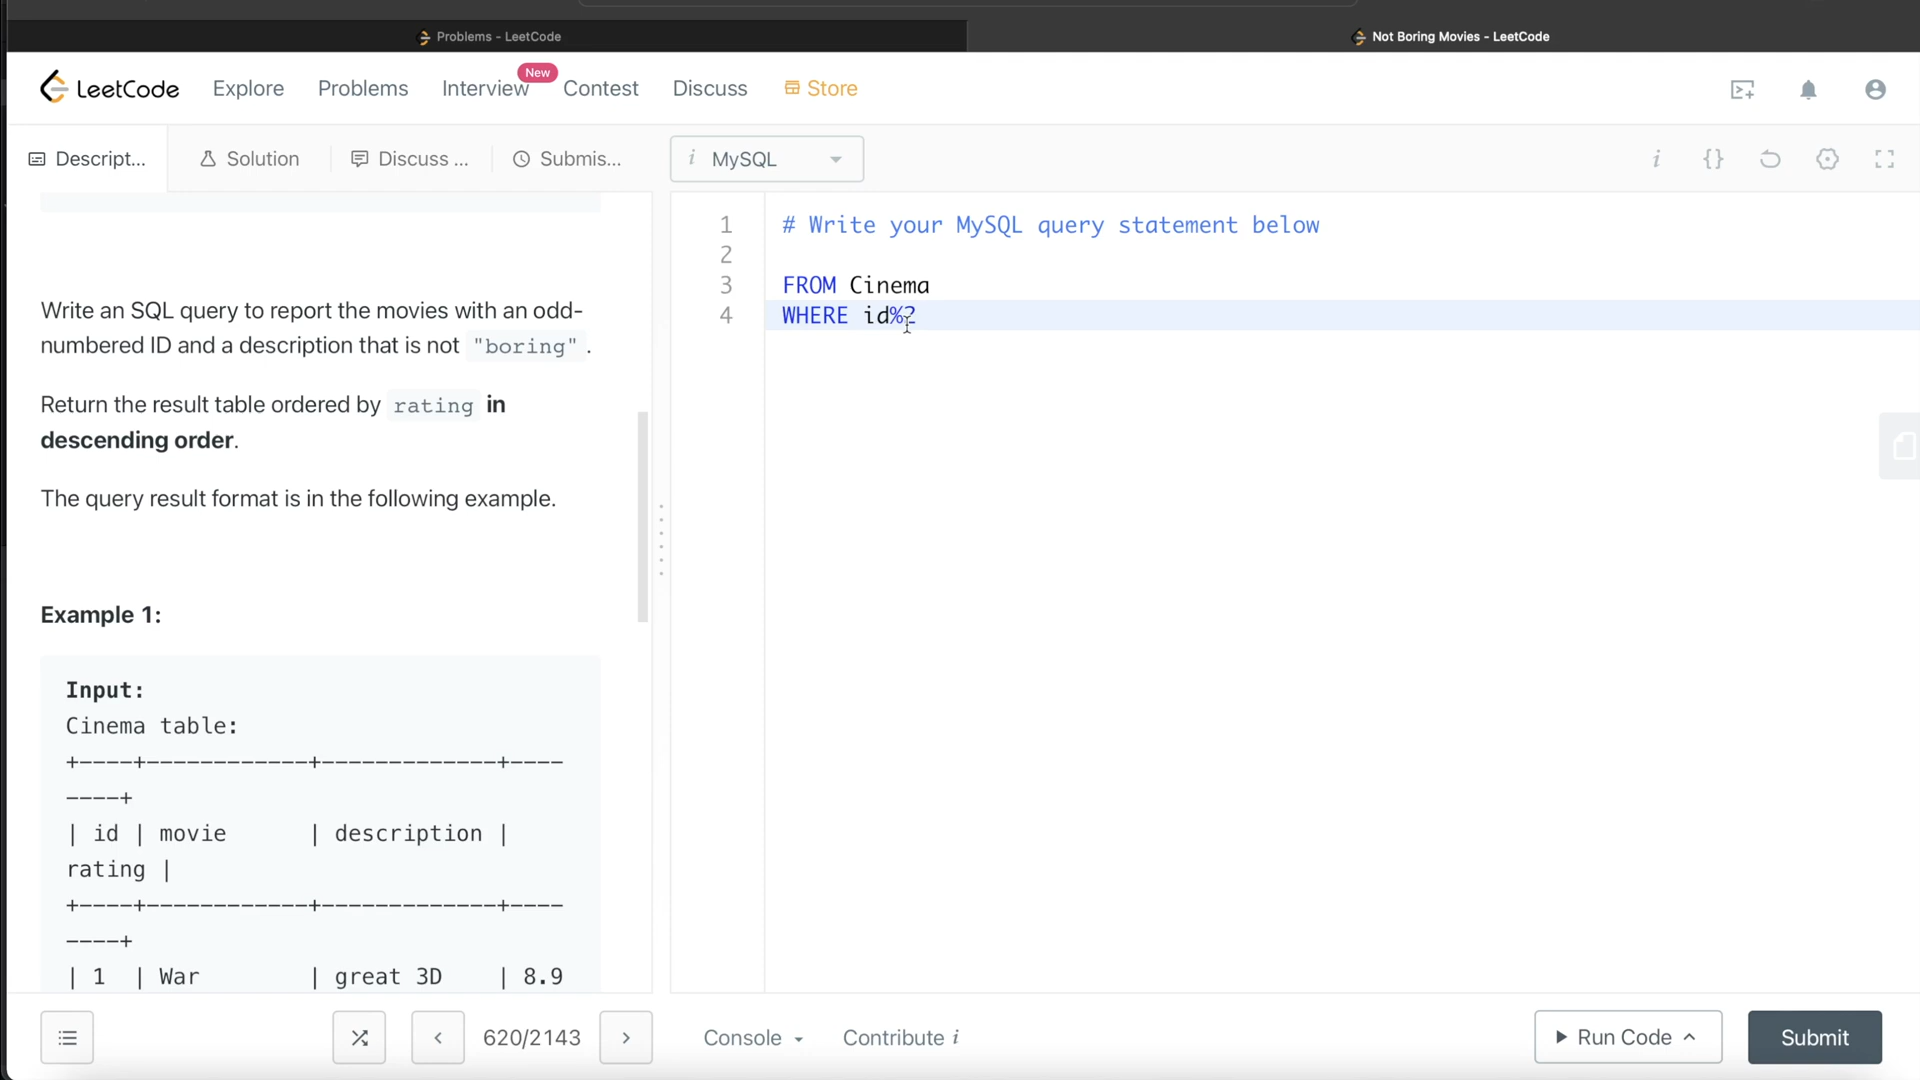 Problems - LeetCode
Not Boring Movies - LeetCode
LeetCode
Explore
Problems
Interview
New
Contest
Discuss
Store
Descript...
Solution
Discuss ...
Submis...
i MySQL
i {}
Write an SQL query to report the movies with an odd-
numbered ID and a description that is not "boring" .
Return the result table ordered by rating in
descending order.
The query result format is in the following example.
Example 1:
Input:
Cinema table:
+----+------------+-------------+----
----+
| id | movie      | description |
rating |
+----+------------+-------------+----
----+
| 1  | War        | great 3D    | 8.9
1 # Write your MySQL query statement below
2
3 FROM Cinema
4 WHERE id%2
620/2143
Console
Contribute i
Run Code
Submit